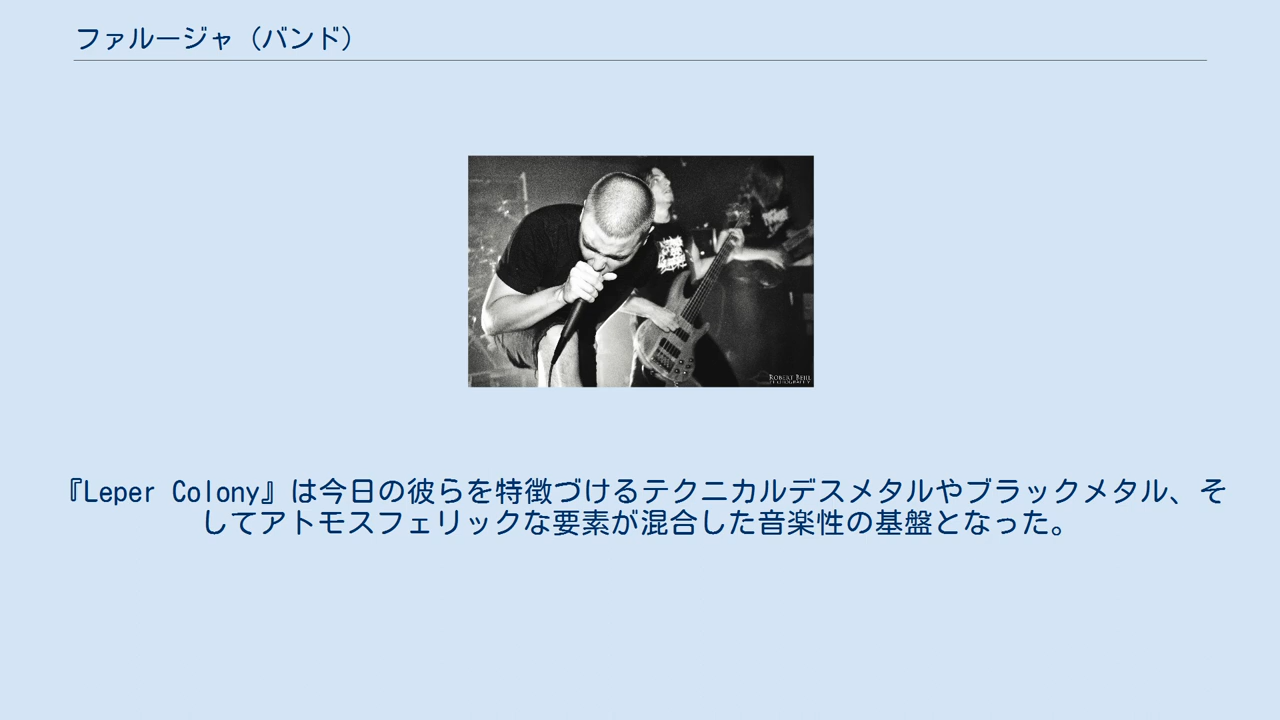 ファルージャ（バンド）
ROBERT BEHL
PHOTOGRAPHY
『Leper Colony』は今日の彼らを特徴づけるテクニカルデスメタルやブラックメタル、そ
してアトモスフェリックな要素が混合した音楽性の基盤となった。